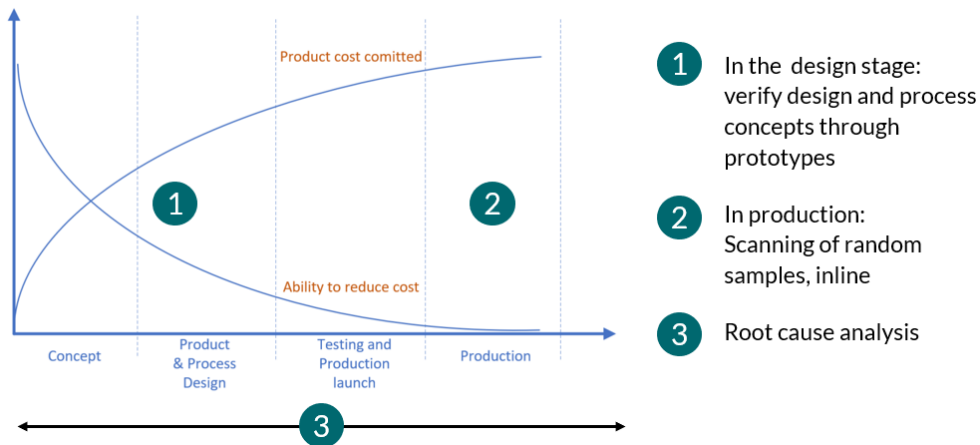 Product cost comitted
1
2
Ability to reduce cost
Concept
Product
& Process
Design
Testing and
Production
launch
Production
3
1
In the design stage:
verify design and process
concepts through
prototypes
2
In production:
Scanning of random
samples, inline
3
Root cause analysis